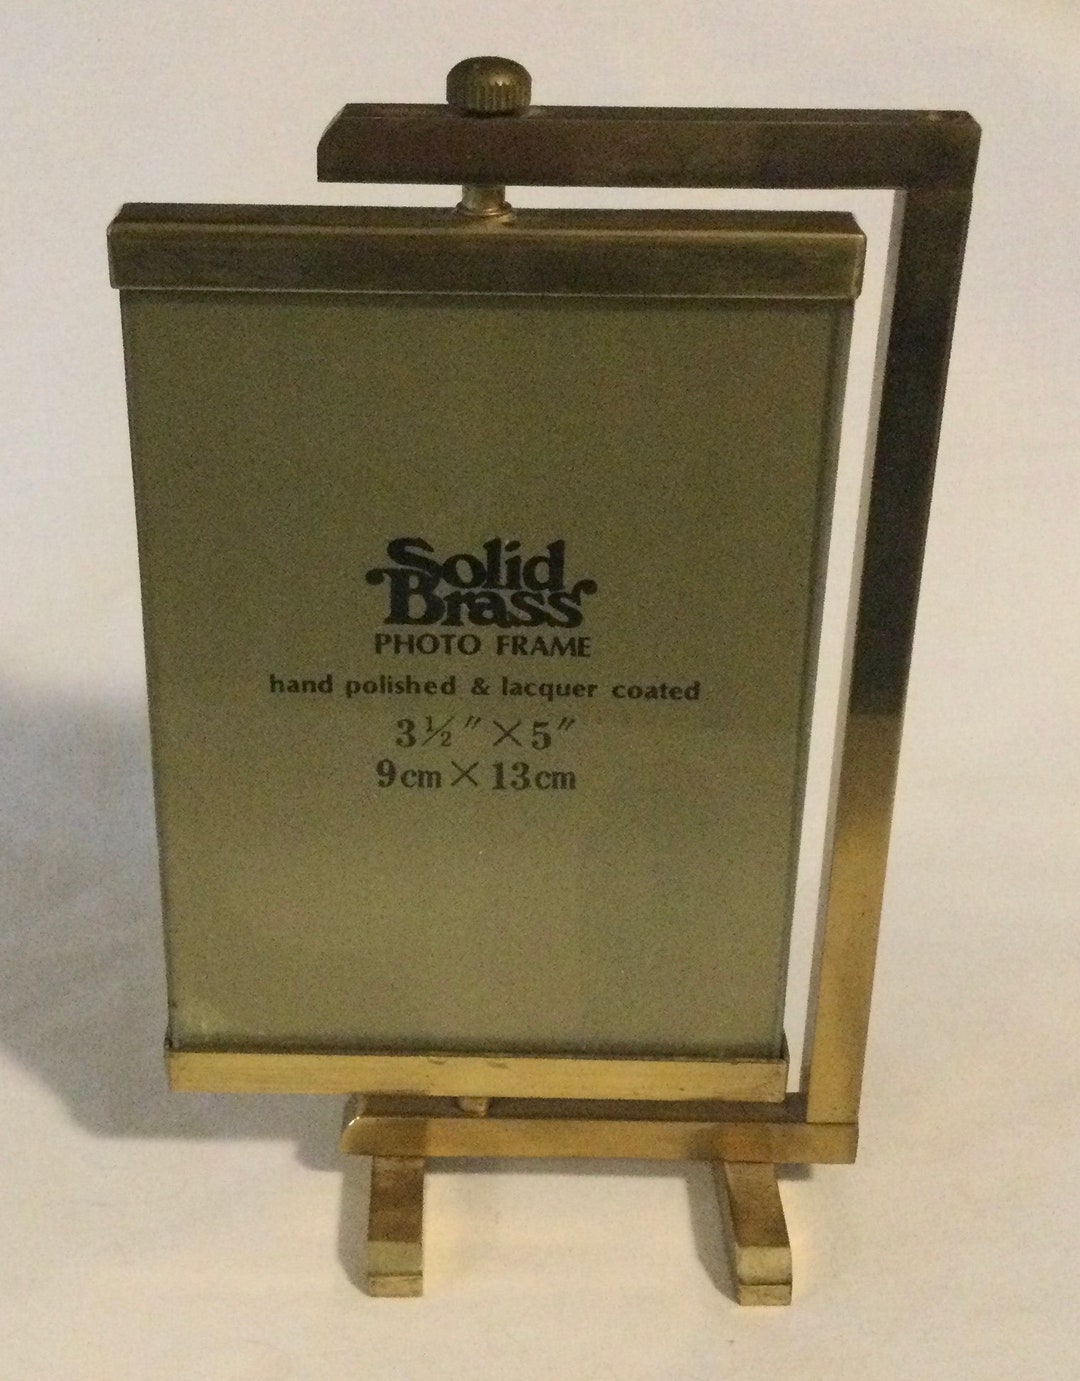 Solid
Brass
PHOTO FRAME
hand polished & lacquer coated
3½″×5″
9cm×13cm